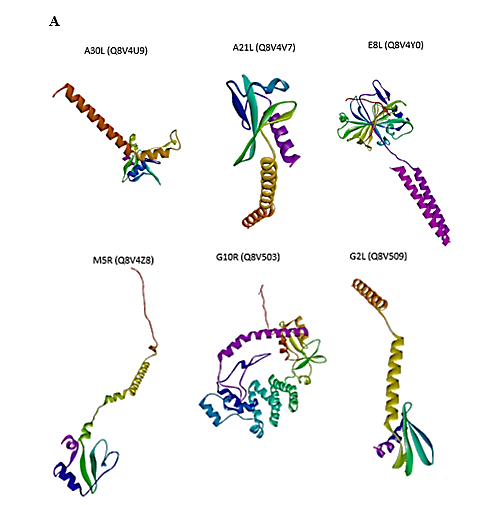 A
A30L (Q8V4U9)
A21L (Q8V4V7)
E8L (Q8V4Y0)
M5R (Q8V4Z8)
G10R (Q8V503)
G2L (Q8V509)